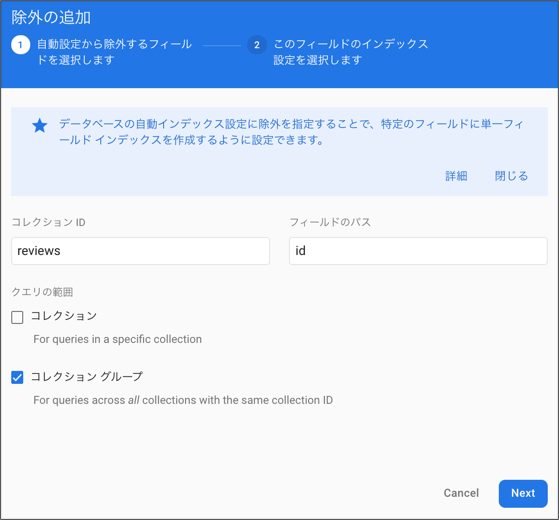 除外の追加
1 自動設定から除外するフィール
ドを選択します
2 このフィールドのインデックス
設定を選択します
データベースの自動インデックス設定に除外を指定することで、特定のフィールドに単一フィ
ールド インデックスを作成するように設定できます。
詳細 閉じる
コレクション ID フィールドのパス
reviews id
クエリの範囲
コレクション
For queries in a specific collection
コレクション グループ
For queries across all collections with the same collection ID
Cancel Next